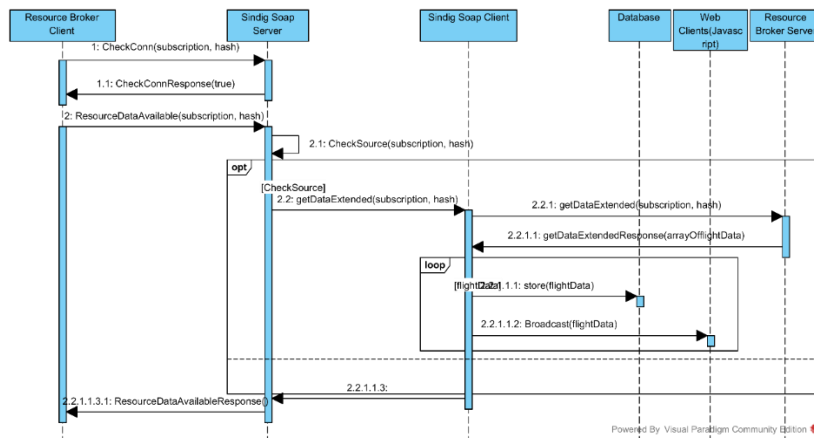 Resource Broker
Client
Sindig Soap
Server
Sindig Soap Client
Database
Web
Clients(Javasc
ript)
Resource
Broker Server
1: CheckConn(subscription, hash)
1.1: CheckConnResponse(true)
2: ResourceDataAvailable(subscription, hash)
2.1: CheckSource(subscription, hash)
opt
[CheckSource]
2.2: getDataExtended(subscription, hash)
2.2.1: getDataExtended(subscription, hash)
2.2.1.1: getDataExtendedResponse(arrayOfflightData)
loop
[flightData]
2.2.1.1.1: store(flightData)
2.2.1.1.2: Broadcast(flightData)
2.2.1.1.3:
2.2.1.1.3.1: ResourceDataAvailableResponse()
Powered By Visual Paradigm Community Edition